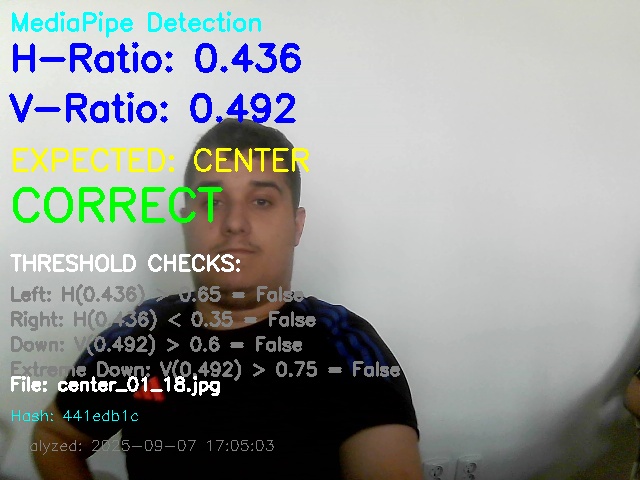 MediaPipe Detection
H-Ratio: 0.436
V-Ratio: 0.492
EXPECTED: CENTER
CORRECT
THRESHOLD CHECKS:
Left: H(0.436) > 0.65 = False
Right: H(0.436) < 0.35 = False
Down: V(0.492) > 0.6 = False
Extreme Down: V(0.492) > 0.75 = False
File: center_01_18.jpg
Hash: 441edb1c
alyzed: 2025-09-07 17:05:03